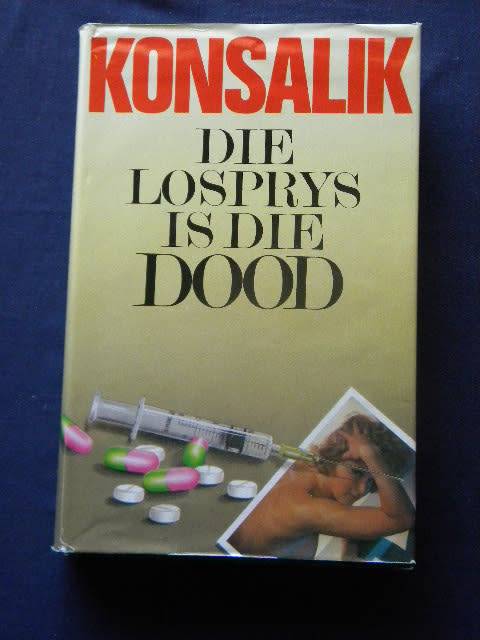 KONSALIK
DIE
LOSPRYS
IS DIE
DOOD